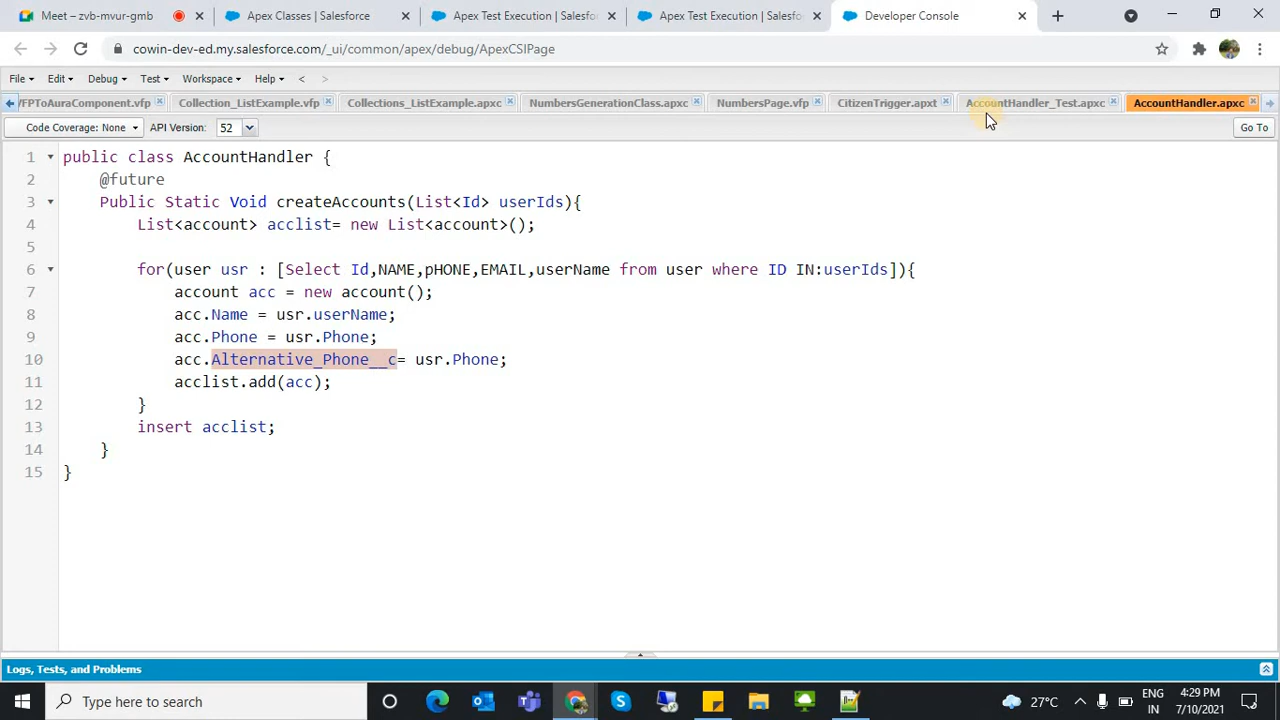 Meet – zvb-mvur-gmb
Apex Classes | Salesforce
Apex Test Execution | Salesfo
Apex Test Execution | Salesfo
Developer Console
cowin-dev-ed.my.salesforce.com/_ui/common/apex/debug/ApexCSIPage
File Edit Debug Test Workspace Help < >
VFPToAuraComponent.vfp Collection_ListExample.vfp Collections_ListExample.apxc NumbersGenerationClass.apxc NumbersPage.vfp CitizenTrigger.apxt AccountHandler_Test.apxc AccountHandler.apxc
Code Coverage: None API Version: 52 Go To
1 public class AccountHandler {
2 @future
3 Public Static Void createAccounts(List<Id> userIds){
4 List<account> acclist= new List<account>();
5
6 for(user usr : [Select Id,NAME,pHONE,EMAIL,userName from user where ID IN:userIds]){
7 account acc = new account();
8 acc.Name = usr.userName;
9 acc.Phone = usr.Phone;
10 acc.Alternative_Phone__c= usr.Phone;
11 acclist.add(acc);
12 }
13 insert acclist;
14 }
15 }
Logs, Tests, and Problems
Type here to search
27°C
ENG
IN
4:29 PM
7/10/2021